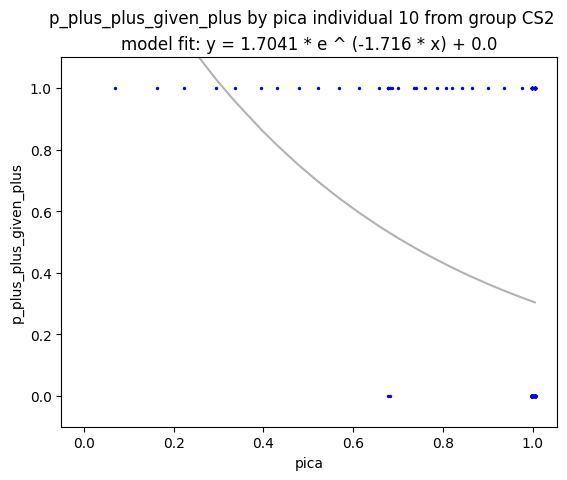 p_plus_plus_given_plus by pica individual 10 from group CS2
model fit: y = 1.7041 * e ^ (-1.716 * x) + 0.0
1.0
0.8
0.6
0.4
0.2
0.0
p_plus_plus_given_plus
0.0 0.2 0.4 0.6 0.8 1.0
pica